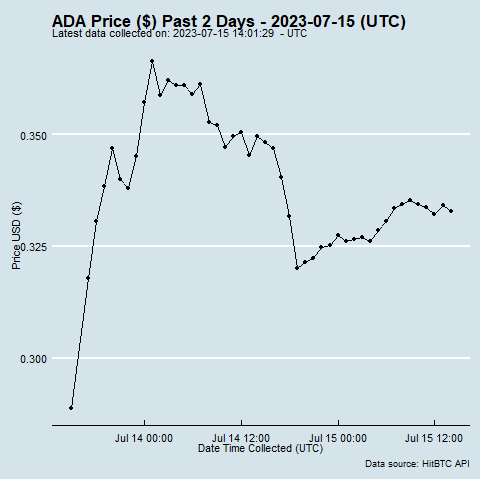 ADA Price ($) Past 2 Days - 2023-07-15 (UTC)
Latest data collected on: 2023-07-15 14:01:29 - UTC
Price USD ($)
0.350
0.325
0.300
Jul 14 00:00 Jul 14 12:00 Jul 15 00:00 Jul 15 12:00
Date Time Collected (UTC)
Data source: HitBTC API